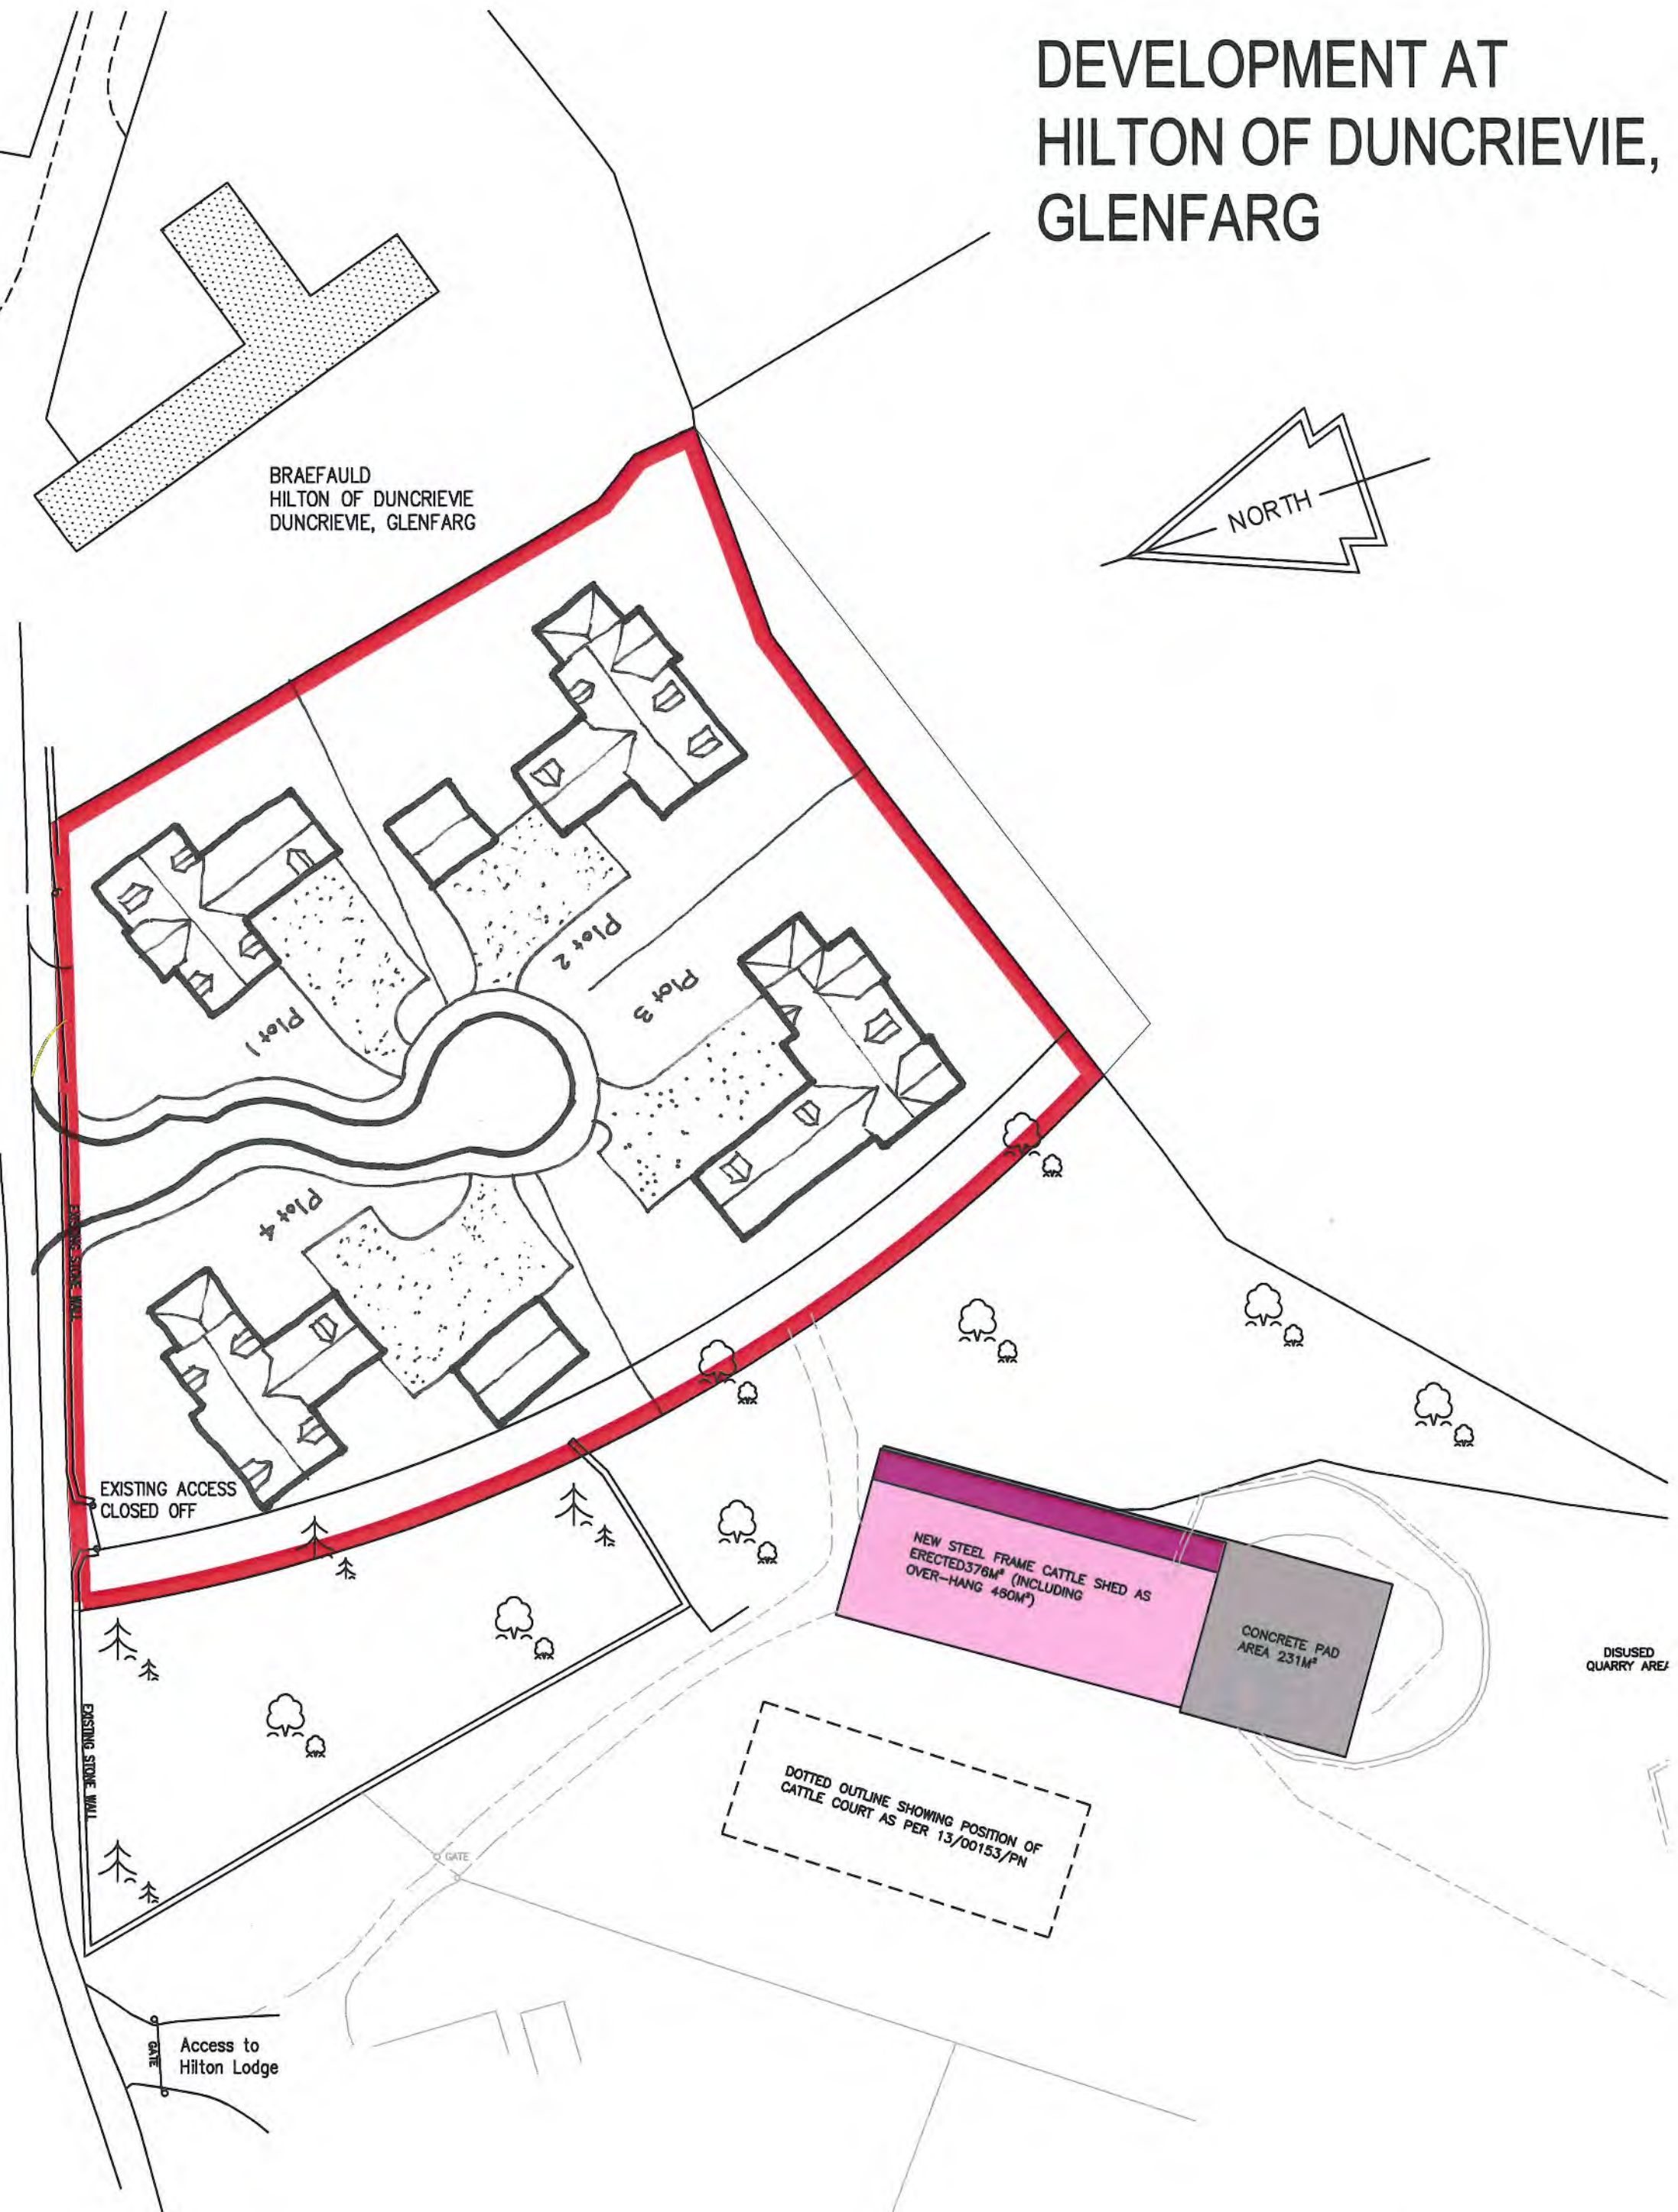 DEVELOPMENT AT
HILTON OF DUNCRIEVIE,
GLENFARG
BRAEFAULD
HILTON OF DUNCRIEVIE
DUNCRIEVIE, GLENFARG
NORTH
Plot 2
Plot 3
Plot 1
Plot 4
EXISTING STONE WALL
EXISTING ACCESS
CLOSED OFF
NEW STEEL FRAME CATTLE SHED AS
ERECTED376M² (INCLUDING
OVER-HANG 460M²)
CONCRETE PAD
AREA 231M²
DISUSED
QUARRY AREA
EXISTING STONE WALL
DOTTED OUTLINE SHOWING POSITION OF
CATTLE COURT AS PER 13/00153/PN
GATE
GATE
Access to
Hilton Lodge